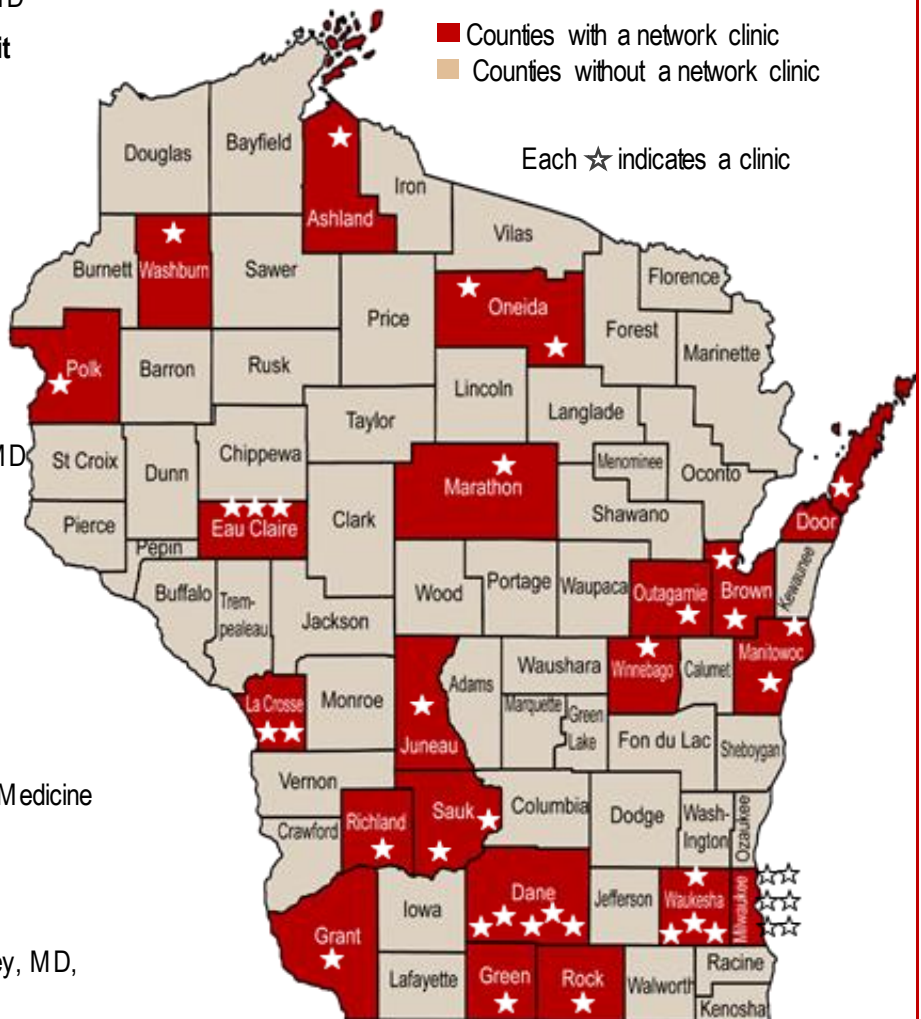 D
it
Counties with a network clinic
Counties without a network clinic
Each ☆ indicates a clinic
Douglas
Bayfield
Ashland
Iron
Vilas
Burnett
Washburn
Sawer
Price
Oneida
Florence
Forest
Marinette
Polk
Barron
Rusk
Lincoln
Langlade
Taylor
MD
St Croix
Dunn
Chippewa
Marathon
Menominee
Oconto
Shawano
Pierce
Eau Claire
Clark
Door
Pepin
Buffalo
Trem-
pealeau
Jackson
Wood
Portage
Waupaca
Outagamie
Brown
Kewaunee
La Crosse
Monroe
Juneau
Adams
Waushara
Winnebago
Calumet
Manitowoc
Marquette
Green
Lake
Fon du Lac
Sheboygan
Vernon
Medicine
Crawford
Richland
Sauk
Columbia
Dodge
Wash-
ington
Ozaukee
Iowa
Dane
Jefferson
Waukesha
Milwaukee
Grant
ey, MD,
Lafayette
Green
Rock
Walworth
Racine
Kenosha